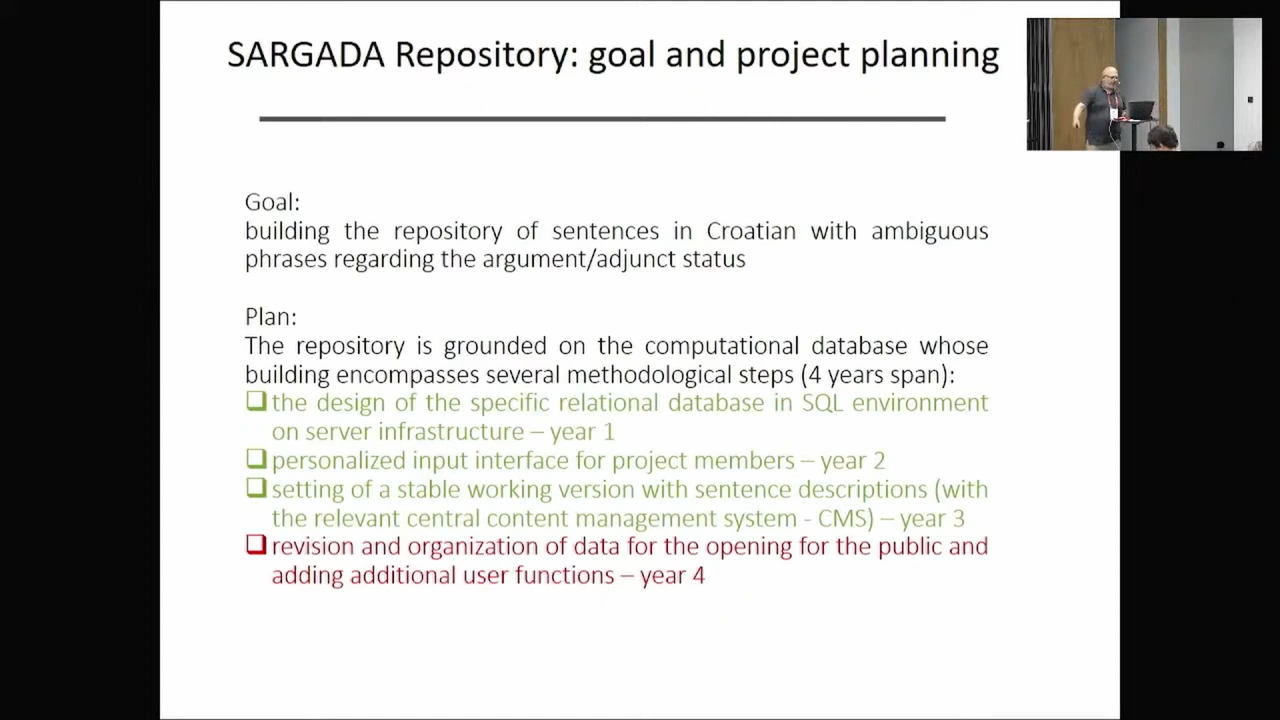 SARGADA Repository: goal and project planning
Goal:
building the repository of sentences in Croatian with ambiguous
phrases regarding the argument/adjunct status
Plan:
The repository is grounded on the computational database whose
building encompasses several methodological steps (4 years span):
❑the design of the specific relational database in SQL environment
on server infrastructure – year 1
❑personalized input interface for project members – year 2
❑setting of a stable working version with sentence descriptions (with
the relevant central content management system - CMS) – year 3
❑revision and organization of data for the opening for the public and
adding additional user functions – year 4